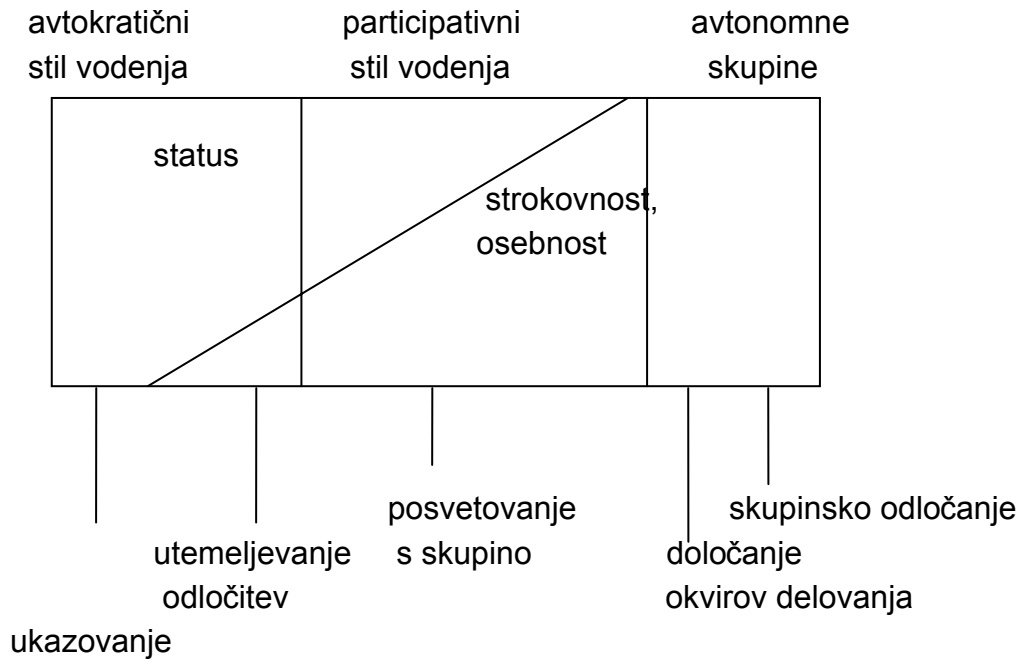 avtokratični
stil vodenja
participativni
stil vodenja
avtonomne
skupine
status
strokovnost,
osebnost
ukazovanje
utemeljevanje
odločitev
posvetovanje
s skupino
določanje
okvirov delovanja
skupinsko odločanje